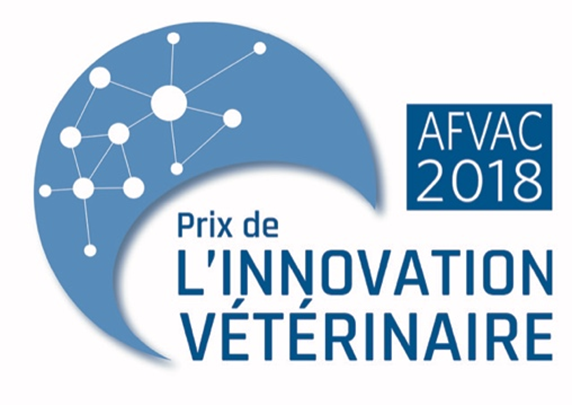 AFVAC
2018
Prix de
L'INNOVATION
VÉTÉRINAIRE